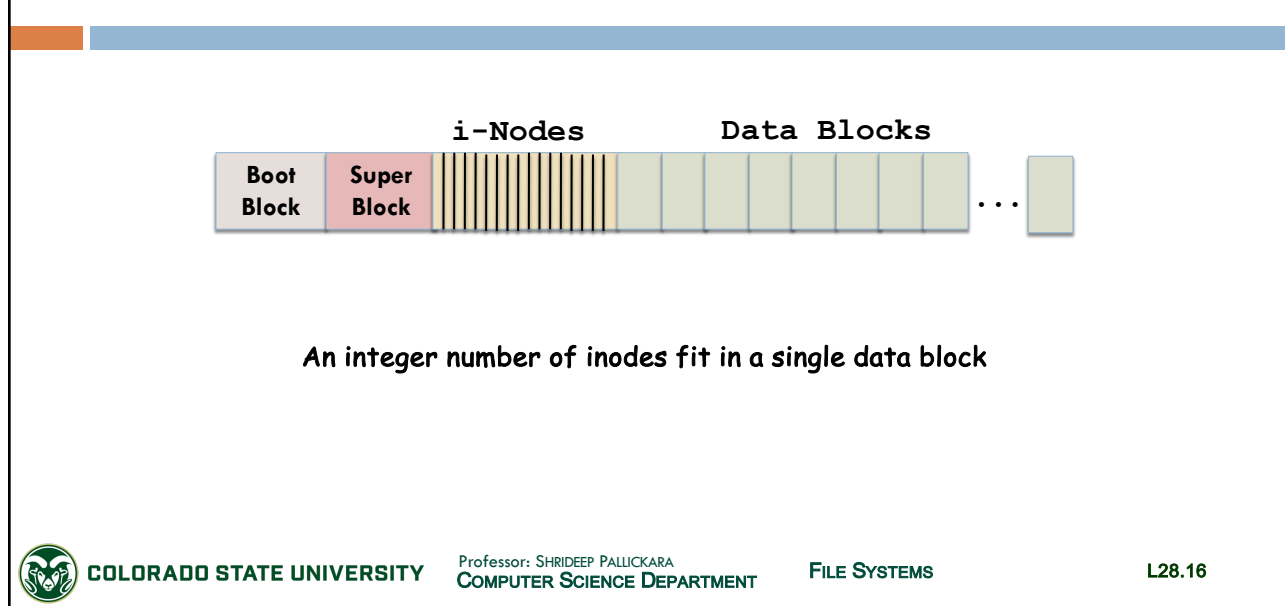 i-Nodes Data Blocks
Boot Block
Super Block
...
An integer number of inodes fit in a single data block
COLORADO STATE UNIVERSITY
Professor: SHRIDEEP PALLICKARA
COMPUTER SCIENCE DEPARTMENT
FILE SYSTEMS
L28.16